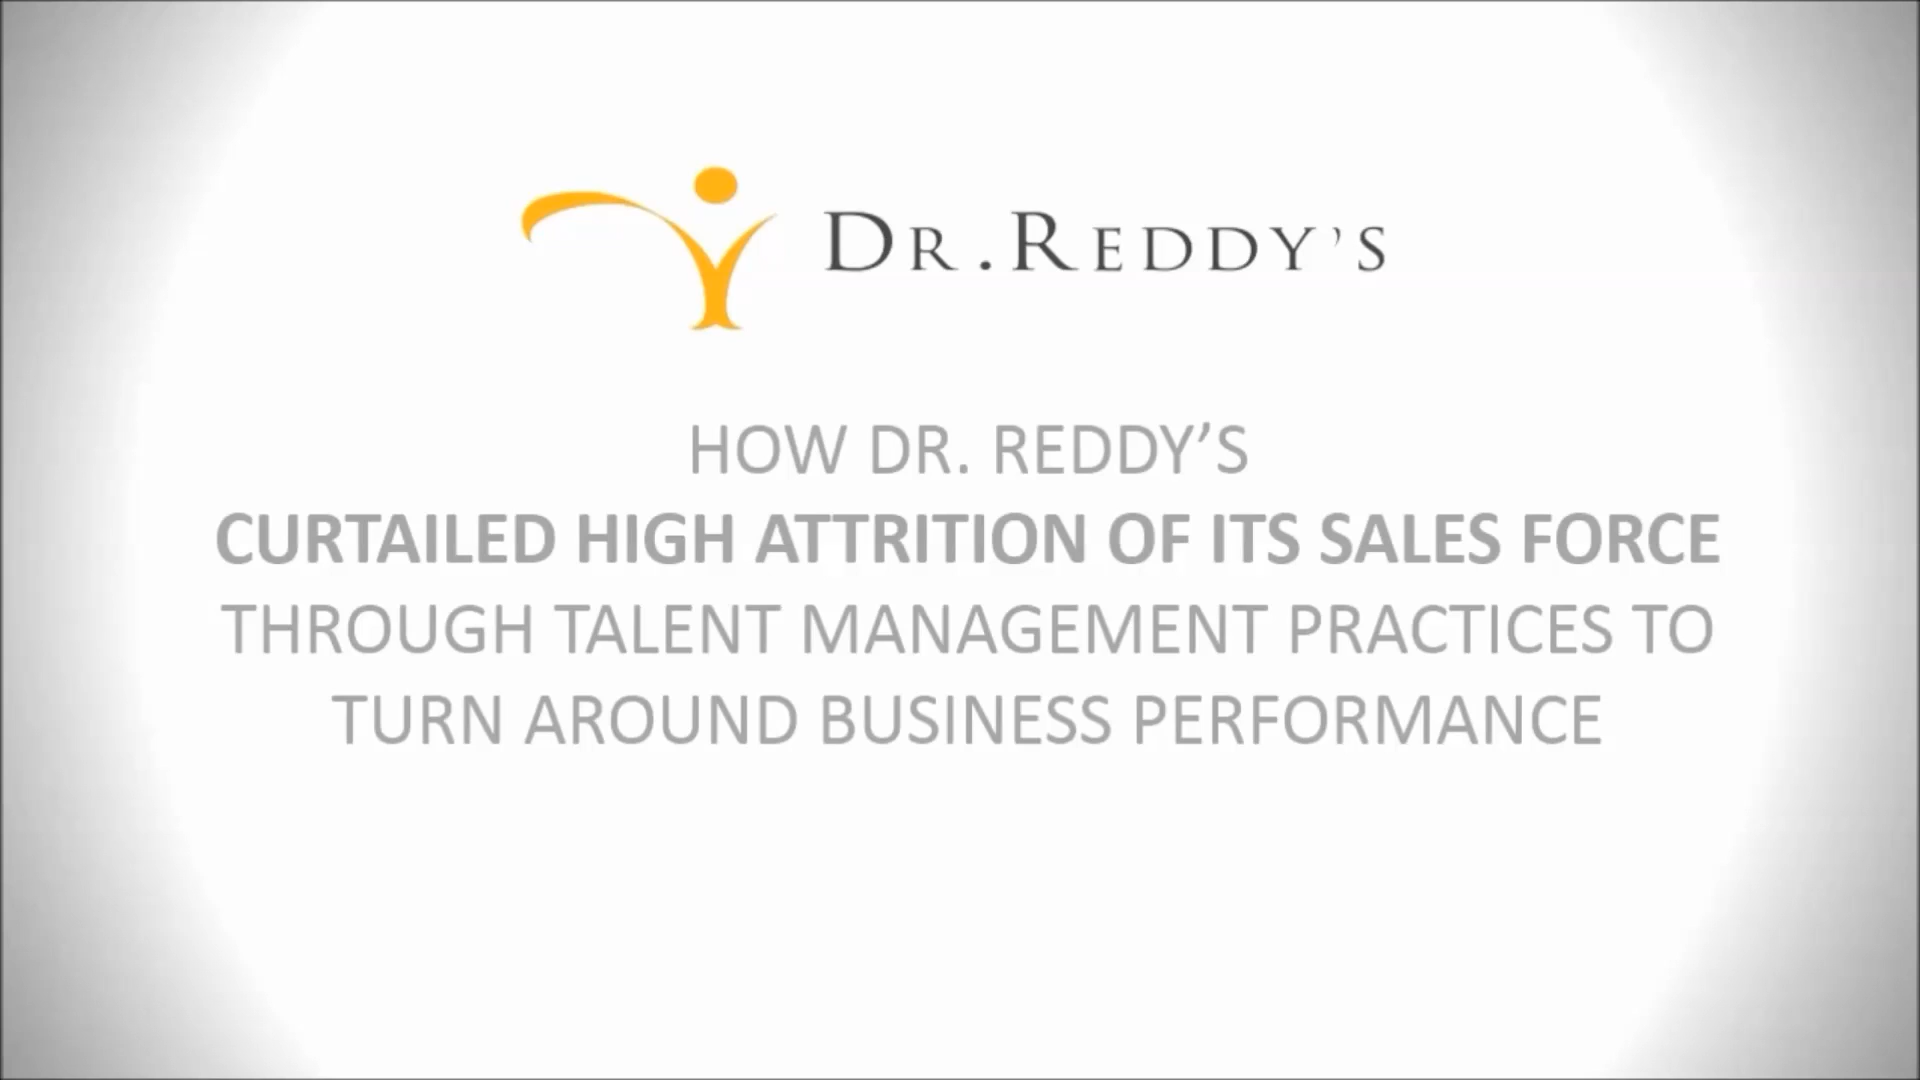 DR.REDDY'S
HOW DR. REDDY’S
CURTAILED HIGH ATTRITION OF ITS SALES FORCE
THROUGH TALENT MANAGEMENT PRACTICES TO
TURN AROUND BUSINESS PERFORMANCE